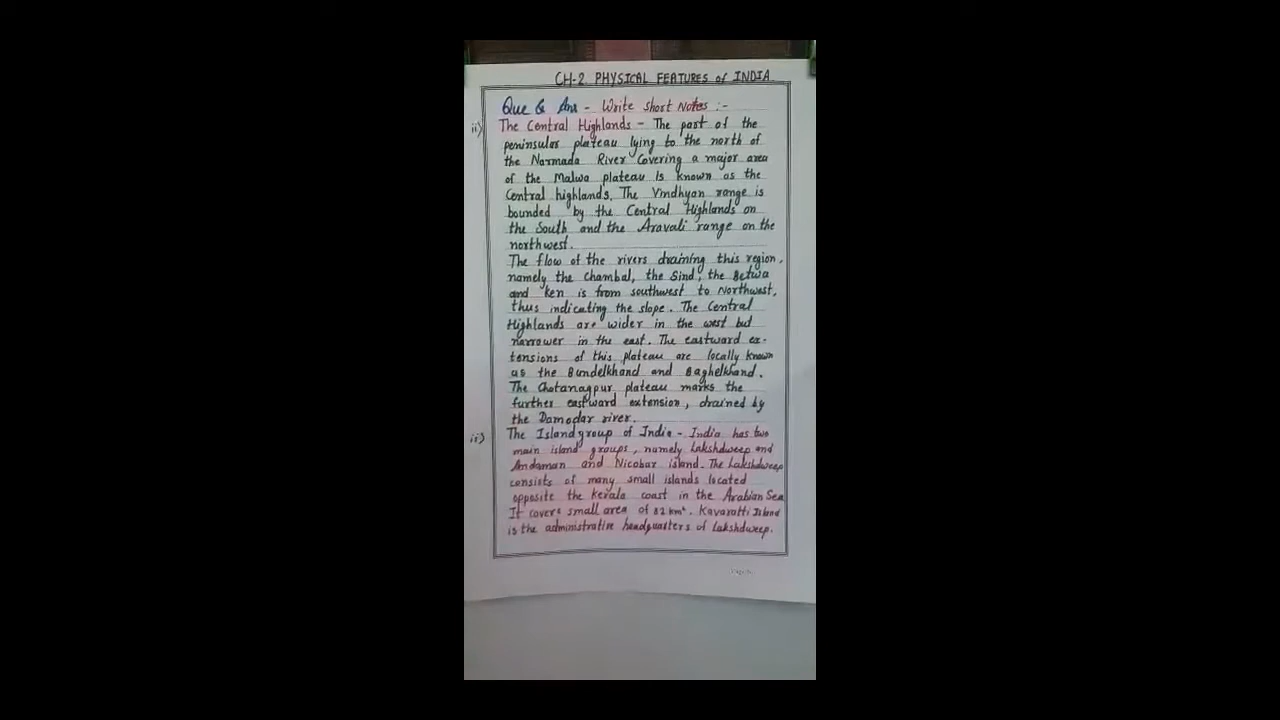 CH-2 PHYSICAL FEATURES of INDIA
Que & Ans - Write Short Notes :-
ii) The Central Highlands - The part of the
peninsular plateau lying to the north of
the Narmada River Covering a major area
of the Malwa plateau is known as the
Central highlands. The Vindhyan range is
bounded by the Central Highlands on
the South and the Aravali range on the
northwest.
The flow of the rivers draining this region,
namely the Chambal, the Sind, the Betwa
and Ken is from southwest to Northwest,
thus indicating the slope. The Central
Highlands are wider in the west but
narrower in the east. The eastward ex-
tensions of this plateau are locally known
as the Bundelkhand and Baghelkhand.
The Chotanagpur plateau marks the
further eastward extension, drained by
the Damodar river.
iii) The Island group of India - India has two
main island groups, namely Lakshdweep and
Andaman and Nicobar island. The Lakshdweep
consists of many small islands located
opposite the kerala coast in the Arabian Sea
It covers small area of 32 km². Kavaratti Island
is the administrative headquarters of Lakshdweep.